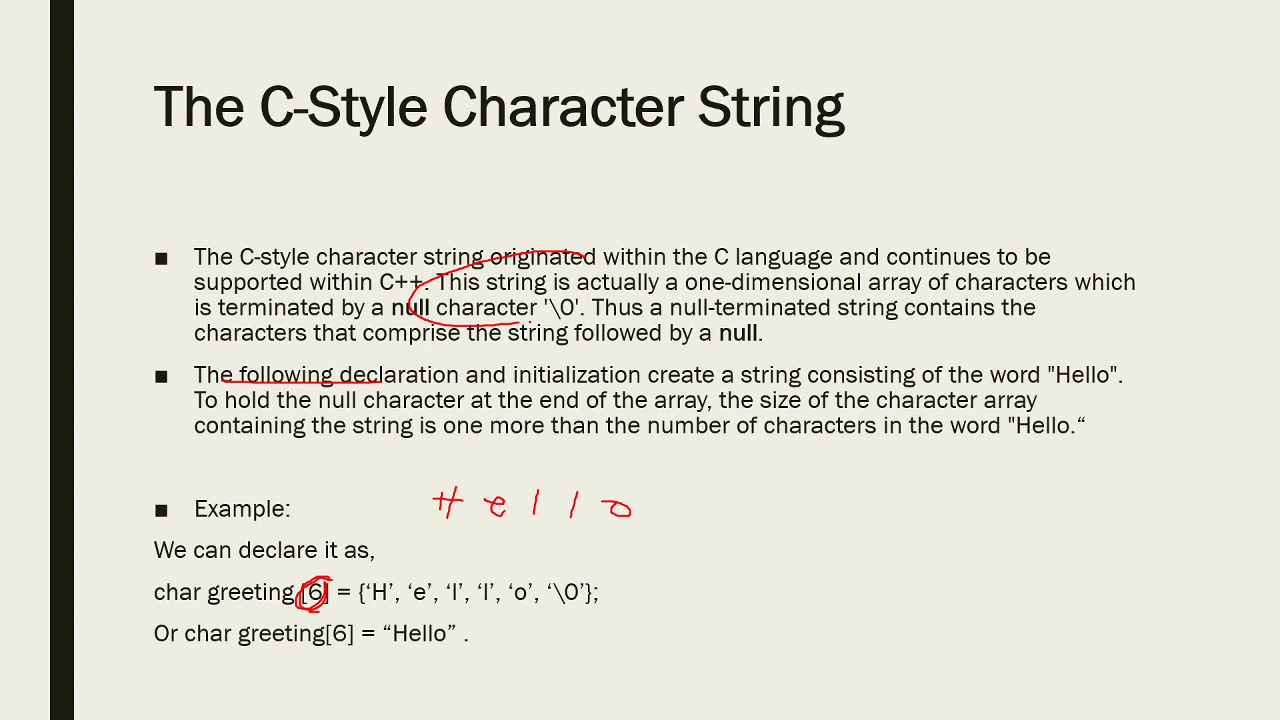 The C-Style Character String
■ The C-style character string originated within the C language and continues to be
supported within C++. This string is actually a one-dimensional array of characters which
is terminated by a null character '\0'. Thus a null-terminated string contains the
characters that comprise the string followed by a null.
■ The following declaration and initialization create a string consisting of the word "Hello".
To hold the null character at the end of the array, the size of the character array
containing the string is one more than the number of characters in the word "Hello.“
H e l l o
■ Example:
We can declare it as,
char greeting [6] = {‘H’, ‘e’, ‘l’, ‘l’, ‘o’, ‘\0’};
Or char greeting[6] = “Hello” .